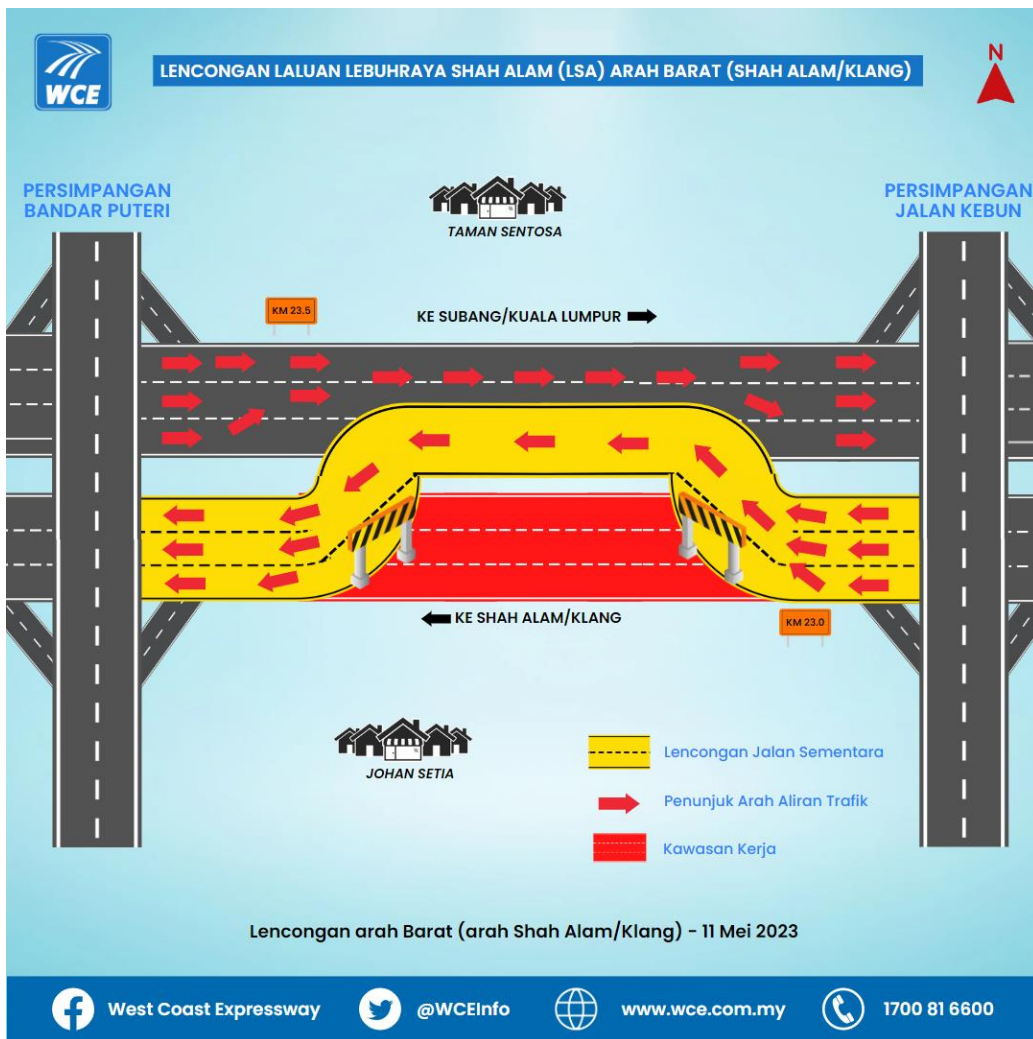 WCE
LENCONGAN LALUAN LEBUHRAYA SHAH ALAM (LSA) ARAH BARAT (SHAH ALAM/KLANG)
N
PERSIMPANGAN
BANDAR PUTERI
TAMAN SENTOSA
PERSIMPANGAN
JALAN KEBUN
KM 23.5
KE SUBANG/KUALA LUMPUR
KE SHAH ALAM/KLANG
KM 23.0
JOHAN SETIA
Lencongan Jalan Sementara
Penunjuk Arah Aliran Trafik
Kawasan Kerja
Lencongan arah Barat (arah Shah Alam/Klang) - 11 Mei 2023
West Coast Expressway @WCEInfo www.wce.com.my 1700 81 6600